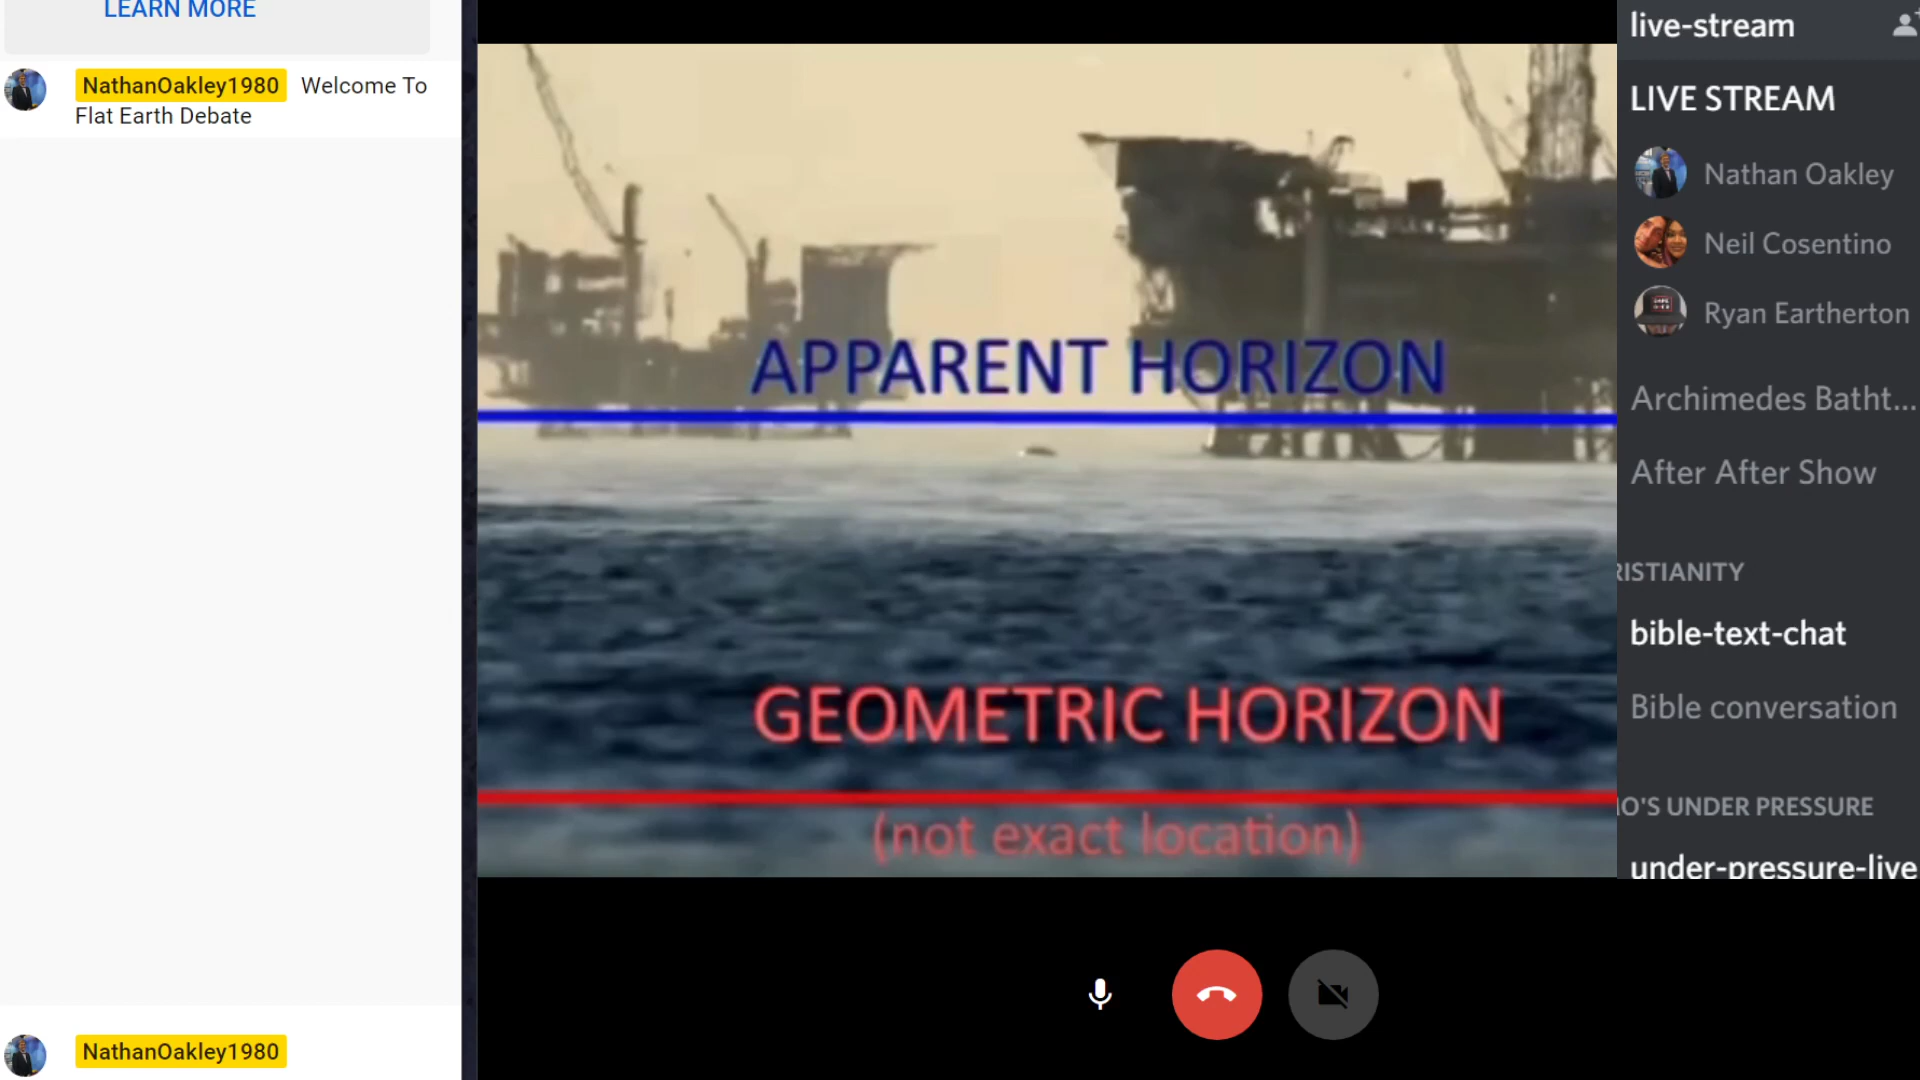 LEARN MORE
NathanOakley1980 Welcome To
Flat Earth Debate
NathanOakley1980
APPARENT HORIZON
GEOMETRIC HORIZON
(not exact location)
live-stream
LIVE STREAM
Nathan Oakley
Neil Cosentino
Ryan Eartherton
Archimedes Batht...
After After Show
RISTIANITY
bible-text-chat
Bible conversation
IO'S UNDER PRESSURE
under-pressure-live